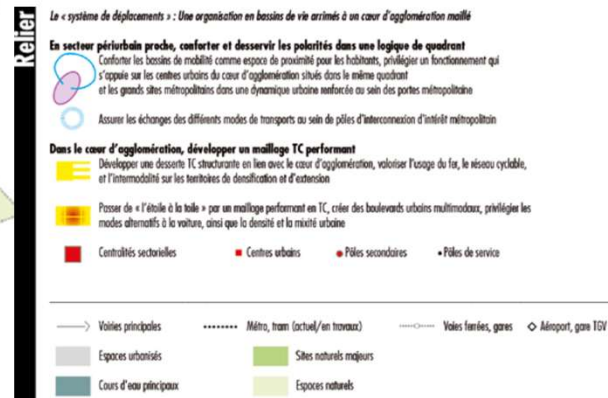 Relier
Le « système de déplacements » : Une organisation en bassins de vie arrimés à un cœur d'agglomération maillé
En secteur périurbain proche, conforter et desservir les polarités dans une logique de quadrant
Conforter les bassins de mobilité comme espace de proximité pour les habitants, privilégier un fonctionnement qui
s'appuie sur les centres urbains du cœur d'agglomération situés dans le même quadrant
et les grands sites métropolitains dans une dynamique urbaine renforcée au sein des portes métropolitaine
Assurer les échanges des différents modes de transports au sein de pôles d'interconnexion d'intérêt métropolitain
Dans le cœur d'agglomération, développer un maillage TC performant
Développer une desserte TC structurante en lien avec le cœur d'agglomération, valoriser l'usage du fer, le réseau cyclable,
et l'intermodalité sur les territoires de densification et d'extension
Passer de « l'étoile à la toile » par un maillage performant en TC, créer des boulevards urbains multimodaux, privilégier les
modes alternatifs à la voiture, ainsi que la densité et la mixité urbaine
Centralités sectorielles Centres urbains Pôles secondaires Pôles de service
Voiries principales Métro, tram (actuel/en travaux) Voies ferrées, gares Aéroport, gare TGV
Espaces urbanisés Sites naturels majeurs
Cours d'eau principaux Espaces naturels